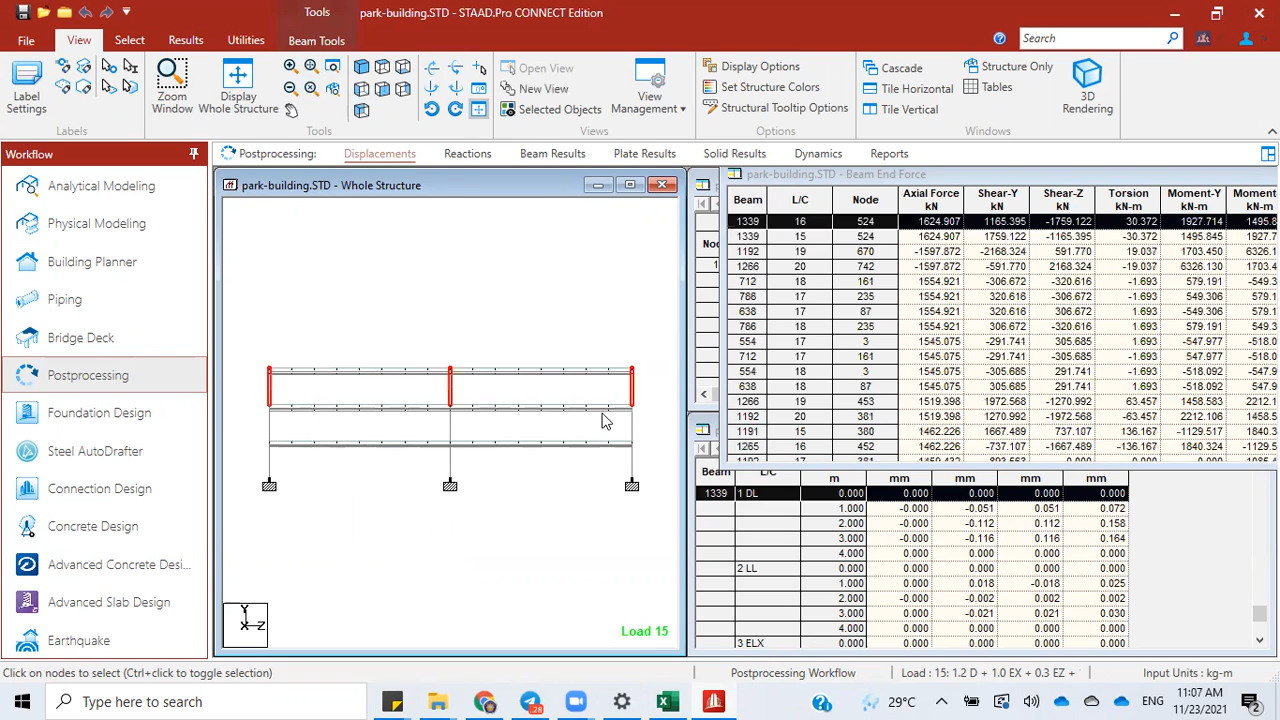 Tools
park-building.STD - STAAD.Pro CONNECT Edition
File
View
Select
Results
Utilities
Beam Tools
Search
Label Settings
Zoom Window
Display Whole Structure
Open View
New View
Selected Objects
View Management
Display Options
Set Structure Colors
Structural Tooltip Options
Cascade
Tile Horizontal
Tile Vertical
Structure Only
Tables
3D Rendering
Labels
Tools
Views
Options
Windows
Workflow
Postprocessing:
Displacements
Reactions
Beam Results
Plate Results
Solid Results
Dynamics
Reports
Analytical Modeling
Physical Modeling
Building Planner
Piping
Bridge Deck
Postprocessing
Foundation Design
Steel AutoDrafter
Connection Design
Concrete Design
Advanced Concrete Desi...
Advanced Slab Design
Earthquake
park-building.STD - Whole Structure
Y
X
Z
Load 15
park-building.STD - Beam End Force
Beam L/C Node Axial Force kN Shear-Y kN Shear-Z kN Torsion kN-m Moment-Y kN-m Moment- kN-m
1339 16 524 1624.907 1165.395 -1759.122 30.372 1927.714 1495.8
1339 15 524 1624.907 1759.122 -1165.395 -30.372 1495.845 1927.7
1192 19 670 -1597.872 -2168.324 591.770 19.037 1703.450 6326.1
1266 20 742 -1597.872 -591.770 2168.324 -19.037 6326.130 1703.4
712 18 161 1554.921 -306.672 -320.616 -1.693 579.191 -549.3
786 17 235 1554.921 320.616 -306.672 1.693 549.306 579.1
638 17 87 1554.921 -320.616 306.672 1.693 -549.306 -579.1
786 18 235 1554.921 306.672 320.616 -1.693 -579.191 549.3
554 17 3 1545.075 -291.741 306.672 1.693 -547.977 -518.0
712 17 161 1545.075 291.741 -306.672 1.693 547.977 518.0
554 18 3 1545.075 -306.672 291.741 -1.693 -518.092 -547.9
638 18 87 1545.075 306.672 -291.741 -1.693 518.092 547.9
1266 19 453 1519.398 1972.106 -1270.992 63.457 1458.583 2212.1
1192 20 381 1519.398 1270.992 -1972.106 -63.457 2212.106 1458.5
1191 15 380 1462.226 1667.489 737.107 -136.167 -1129.517 1840.3
1265 16 452 1462.226 -737.107 -1667.489 136.167 1840.324 -1129.5
Beam L/C m mm mm mm mm
1339 1 DL 0.000 0.000 0.000 0.000 0.000
1.000 -0.000 -0.051 0.051 0.072
2.000 -0.000 -0.112 0.112 0.158
3.000 -0.000 -0.116 0.116 0.164
4.000 0.000 0.000 0.000 0.000
2 LL 0.000 0.000 0.000 0.000 0.000
1.000 0.000 0.018 -0.018 0.025
2.000 -0.000 -0.002 0.002 0.002
3.000 -0.000 -0.021 0.021 0.030
4.000 0.000 0.000 0.000 0.000
3 ELX 0.000 0.000 0.000 0.000 0.000
Click on nodes to select (Ctrl+click to toggle selection)
Postprocessing Workflow
Load : 15: 1.2 D + 1.0 EX + 0.3 EZ +
Input Units : kg-m
Type here to search
28
29°C
ENG
11:07 AM
11/23/2021
2